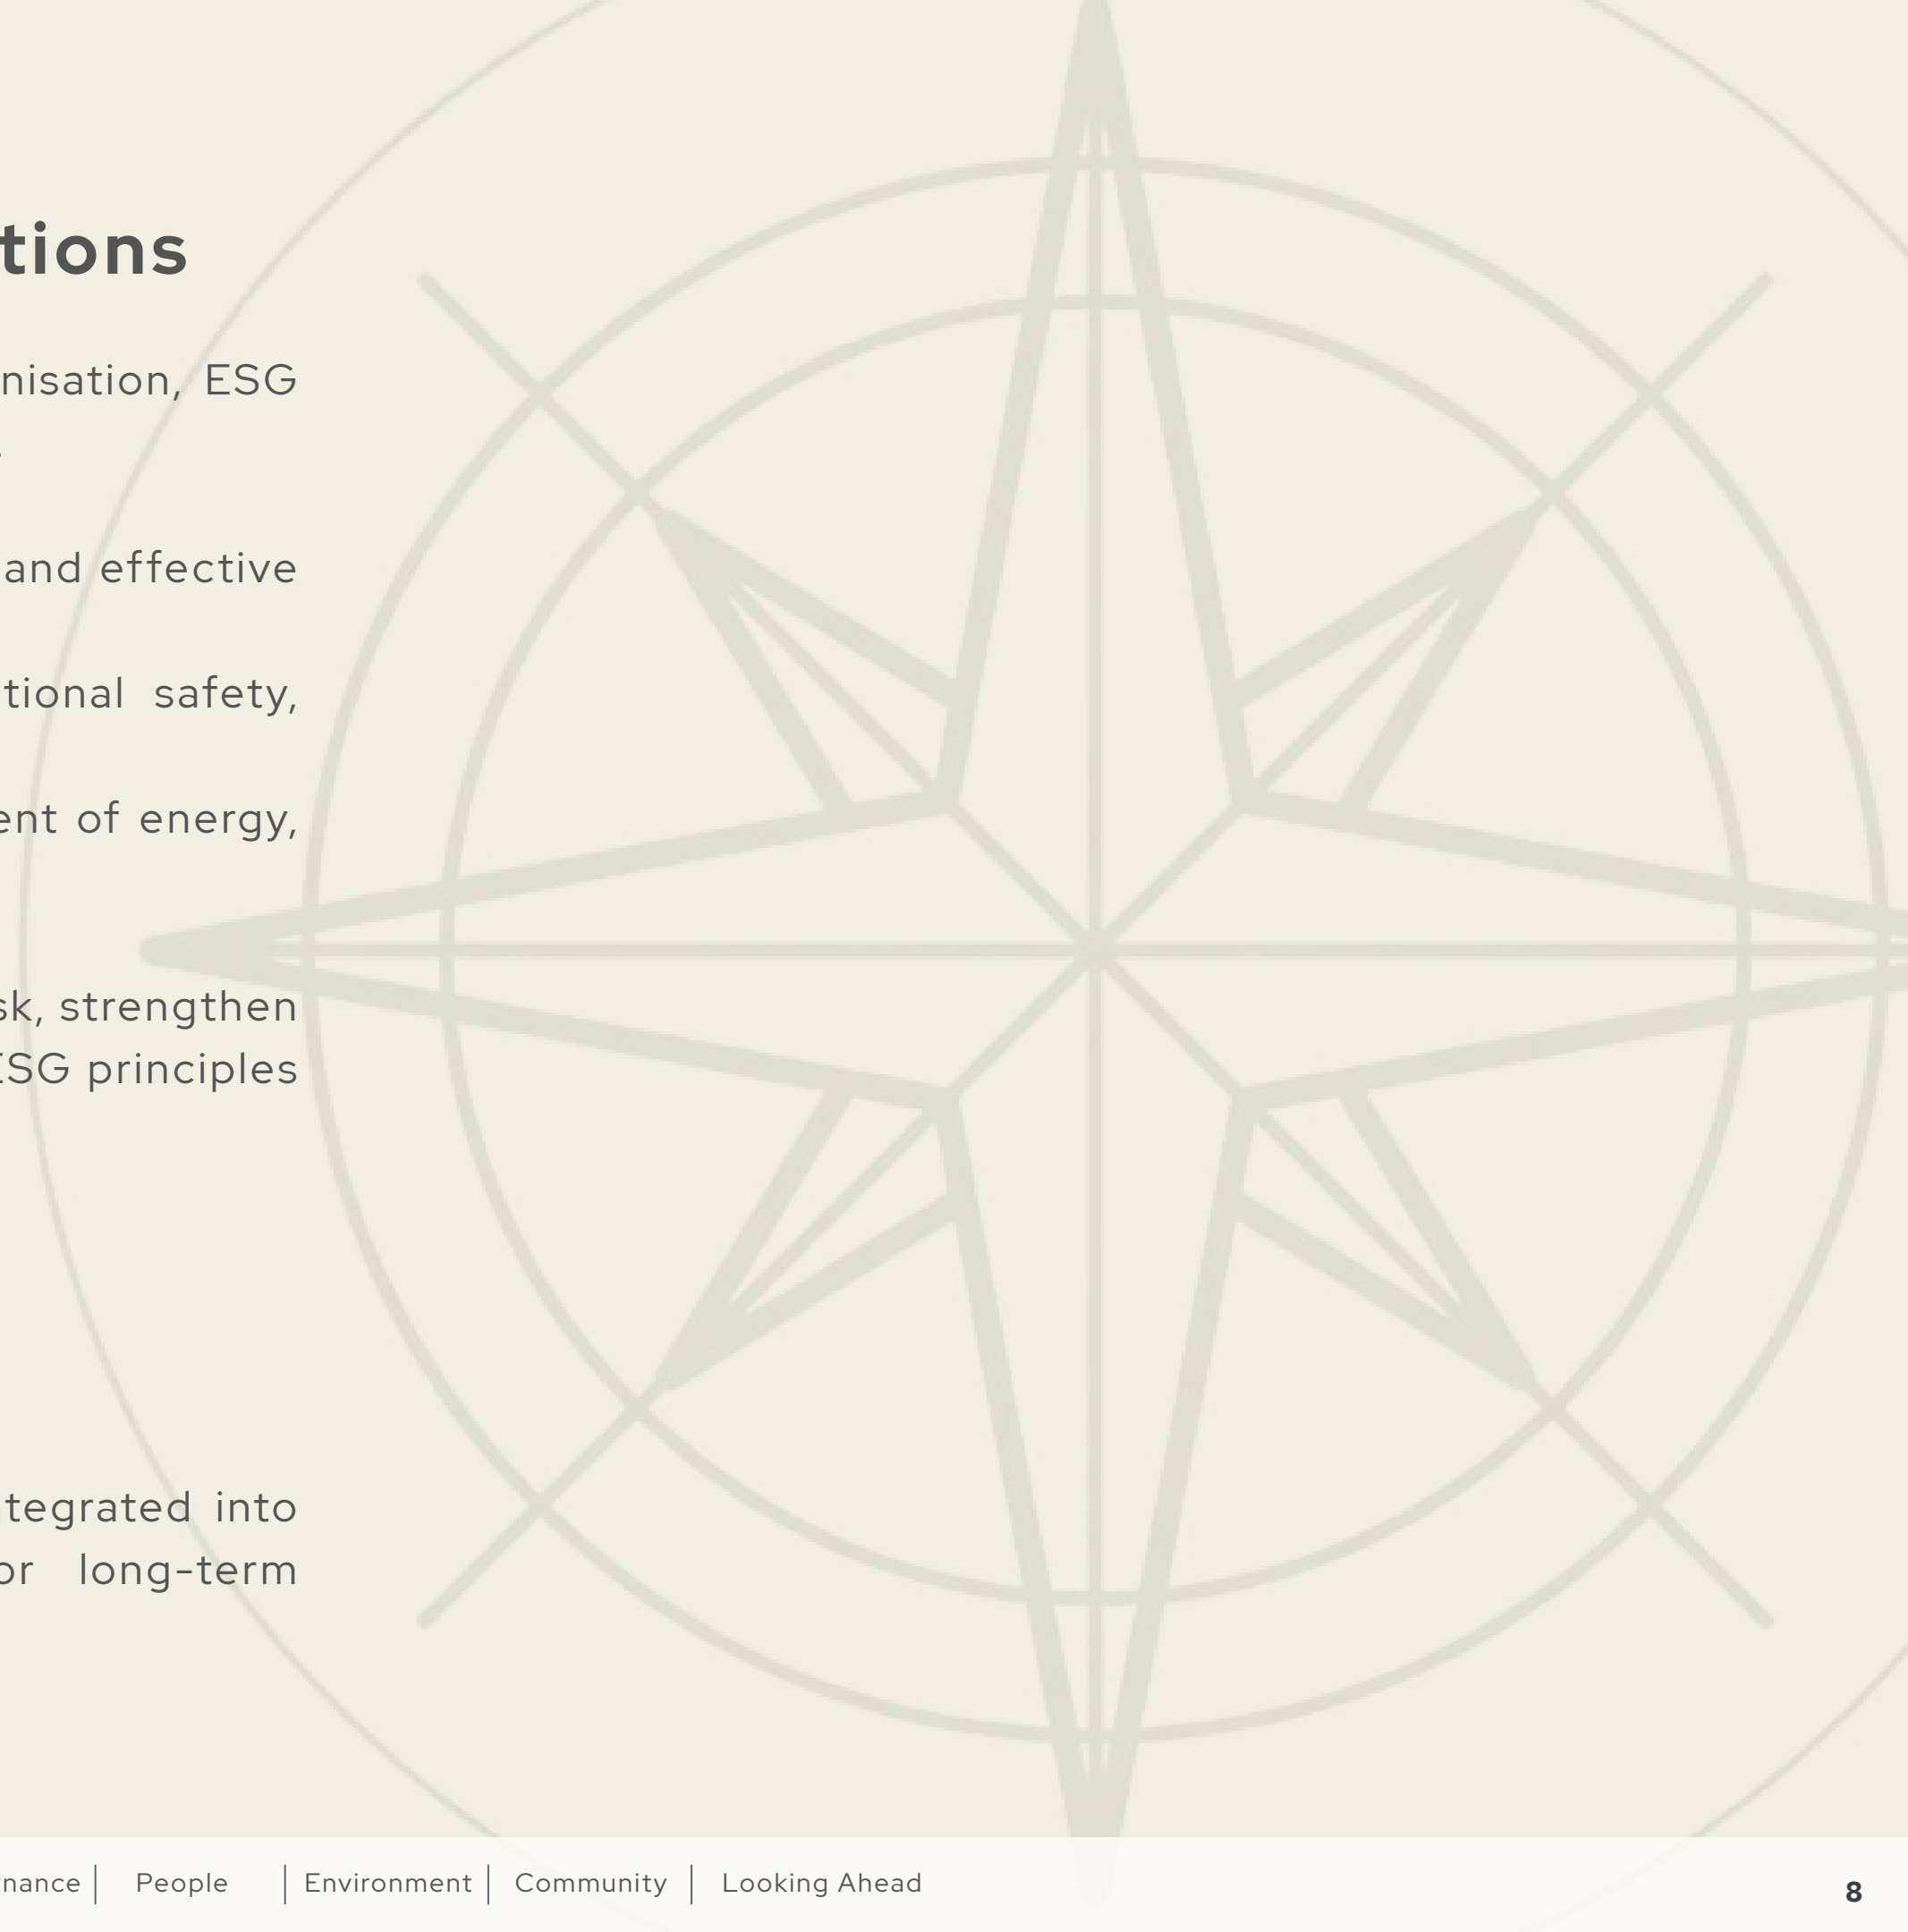 tions
nisation, ESG
and effective
tional safety,
ent of energy,
sk, strengthen
ESG principles
tegrated into
or long-term
nance | People | Environment | Community | Looking Ahead
8